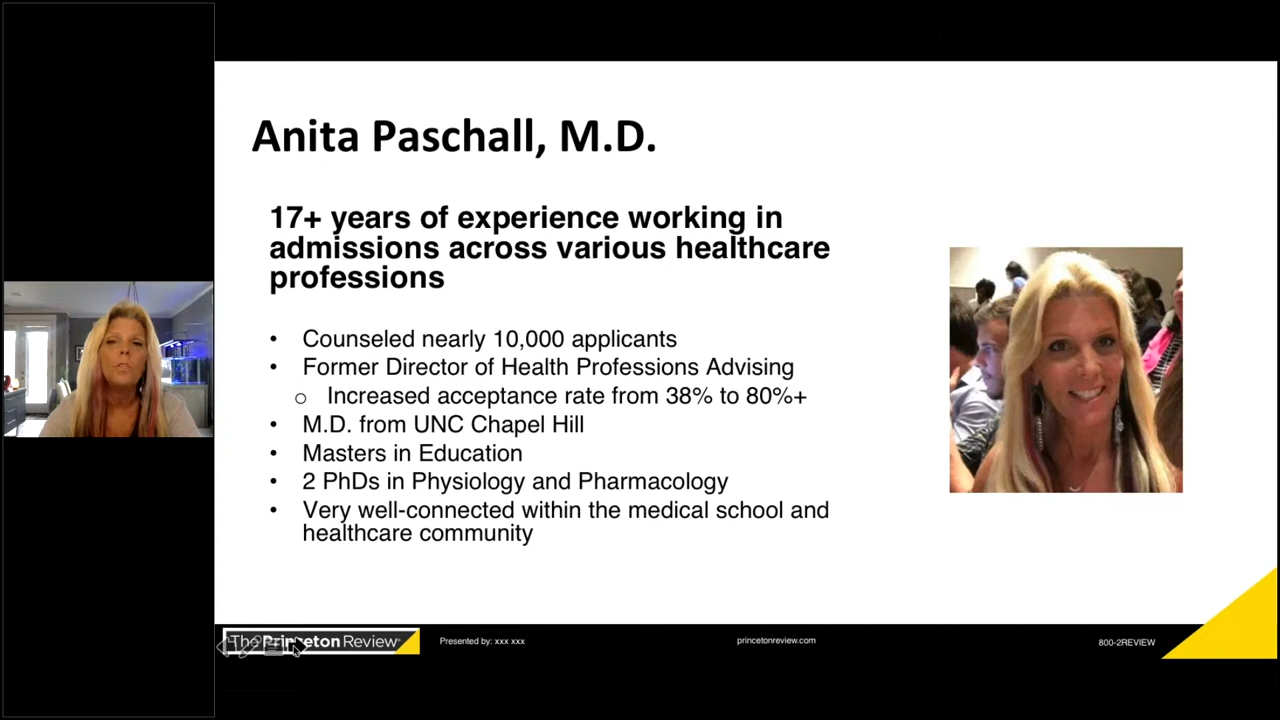 Anita Paschall, M.D.
17+ years of experience working in
admissions across various healthcare
professions
• Counseled nearly 10,000 applicants
• Former Director of Health Professions Advising
o Increased acceptance rate from 38% to 80%+
• M.D. from UNC Chapel Hill
• Masters in Education
• 2 PhDs in Physiology and Pharmacology
• Very well-connected within the medical school and
healthcare community
The Princeton Review
Presented by: xxx xxx
princetonreview.com
800-2REVIEW